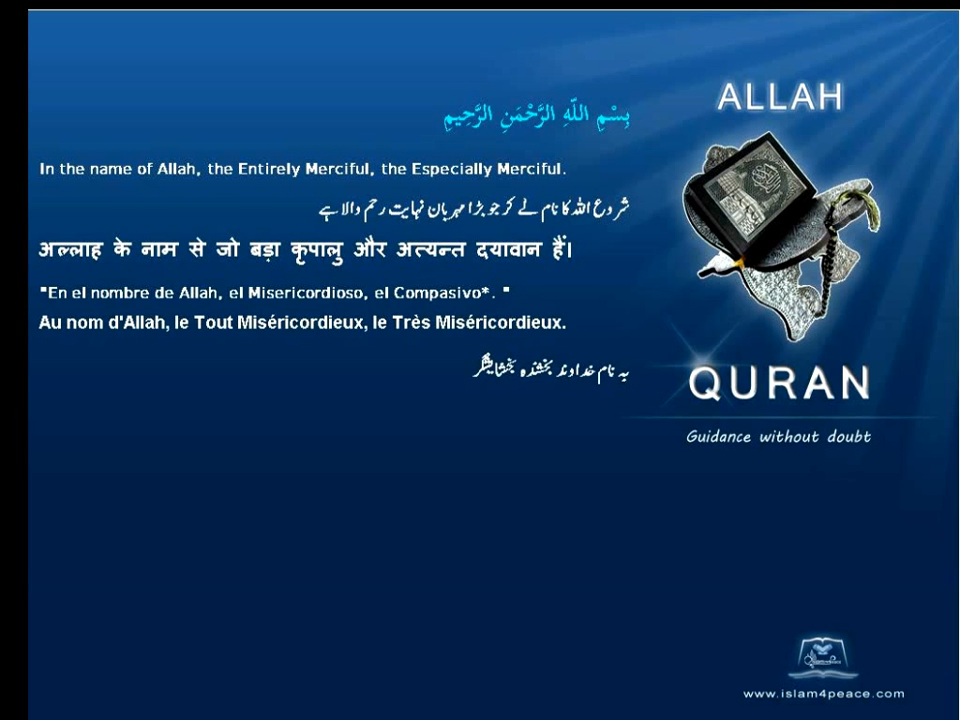 بِسْمِ اللّهِ الرَّحْمَنِ الرَّحِيمِ
In the name of Allah, the Entirely Merciful, the Especially Merciful.
شروع اللہ کا نام لے کر جو بڑا مہربان نہایت رحم والا ہے
अल्लाह के नाम से जो बड़ा कृपालु और अत्यन्त दयावान हैं।
"En el nombre de Allah, el Misericordioso, el Compasivo*. "
Au nom d'Allah, le Tout Miséricordieux, le Très Miséricordieux.
به نام خداوند بخشنده بخشایشگر
ALLAH
QURAN
Guidance without doubt
www.islam4peace.com